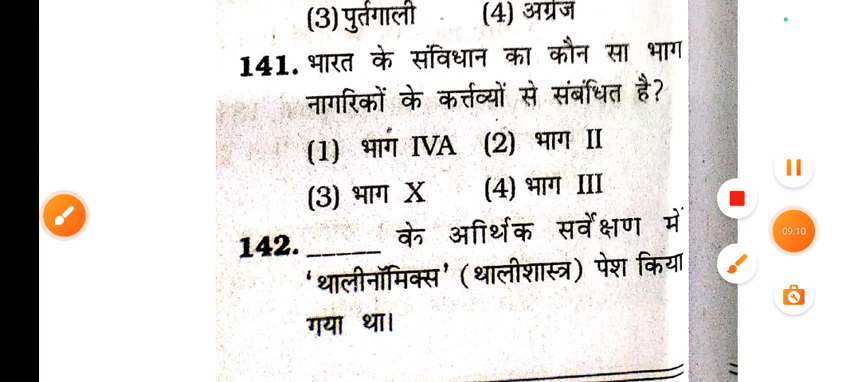 (3) पुर्तगाली (4) अंग्रेज
141. भारत के संविधान का कौन सा भाग
नागरिकों के कर्त्तव्यों से संबंधित है?
(1) भाग IVA (2) भाग II
(3) भाग X (4) भाग III
142. ______ के आर्थिक सर्वेक्षण में
‘थालीनॉमिक्स’ (थालीशास्त्र) पेश किया
गया था।
09:10